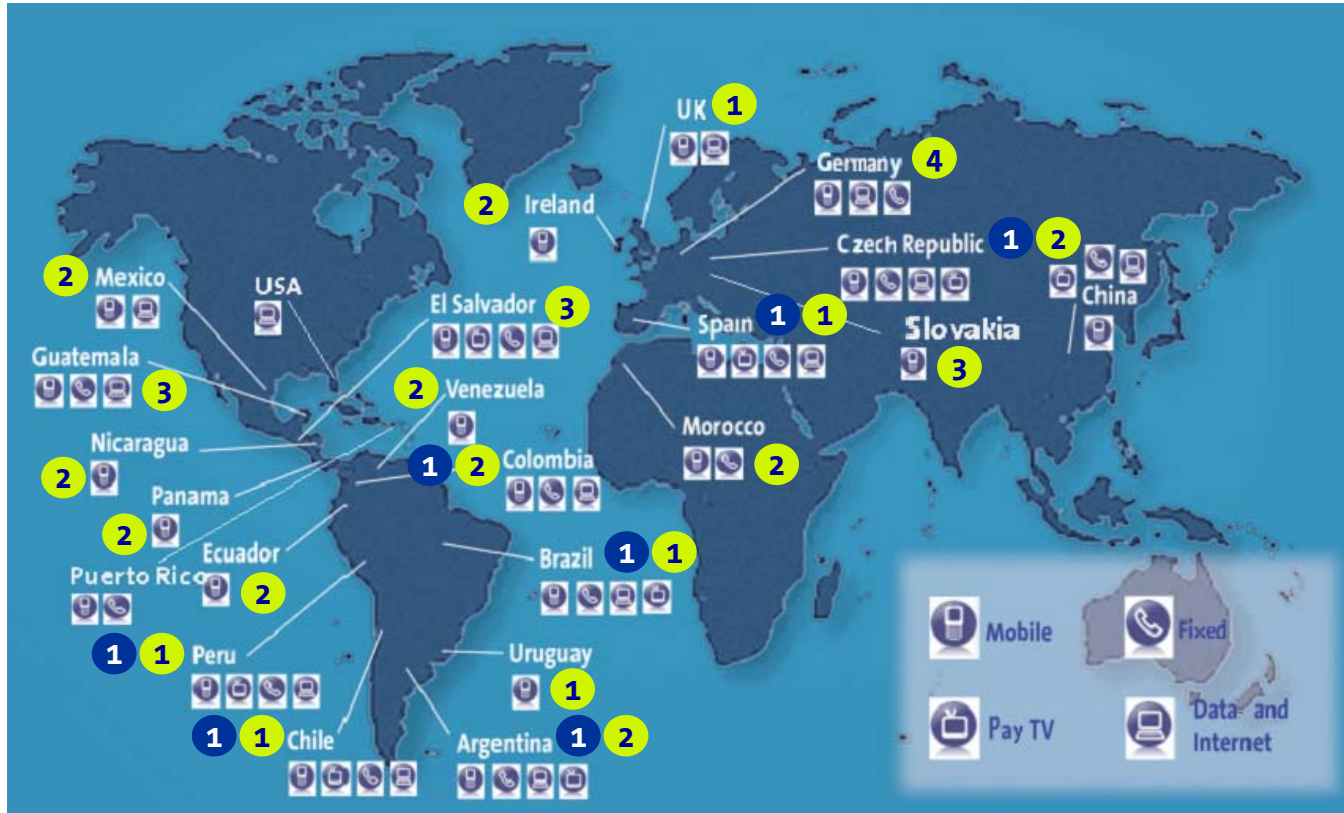 UK 1
Germany 4
2 Ireland
Czech Republic 1 2
2 Mexico
USA
El Salvador 3
China
Spain 1 1
Slovakia
3
Guatemala
3
2 Venezuela
Morocco
2
Nicaragua
2
1 2 Colombia
Panama
2
Ecuador
2
Brazil 1 1
Puerto Rico
1 1 Peru
Uruguay
1
1 1 Chile
Argentina 1 2
Mobile
Fixed
Pay TV
Data- and
Internet